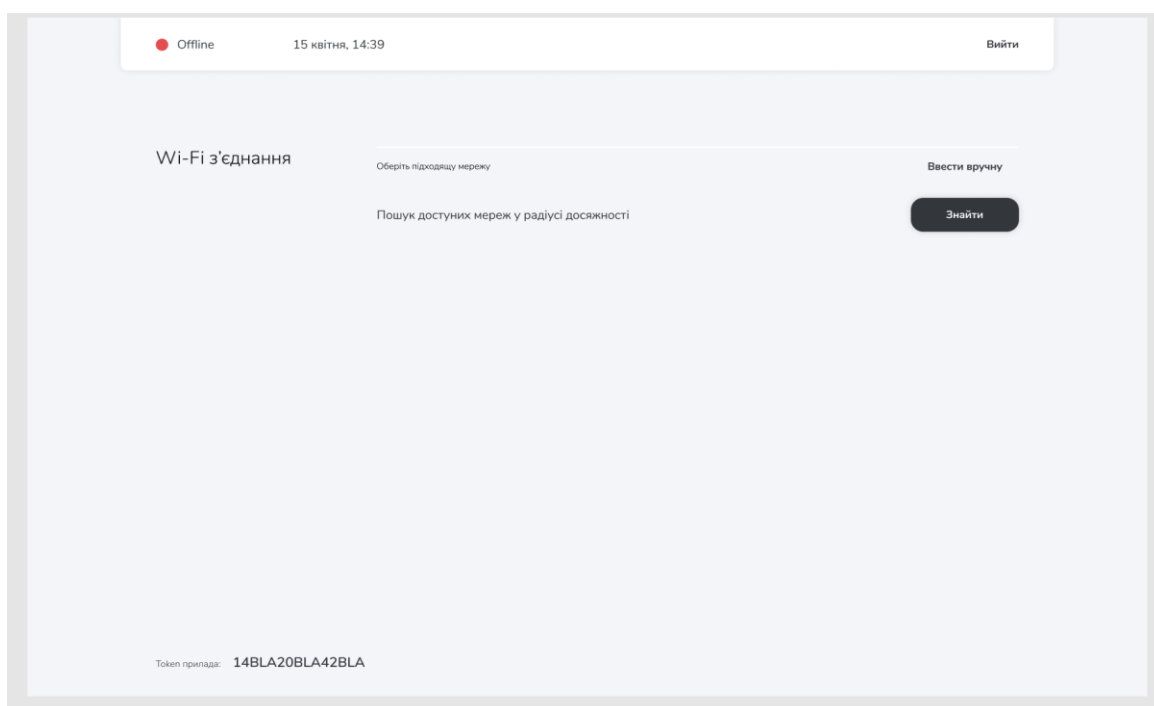 Offline 15 квітня, 14:39 Вийти
Wi-Fi з'єднання
Оберіть підходящу мережу Ввести вручну
Пошук достуних мереж у радіусі досяжності Знайти
Token прилада: 14BLA20BLA42BLA